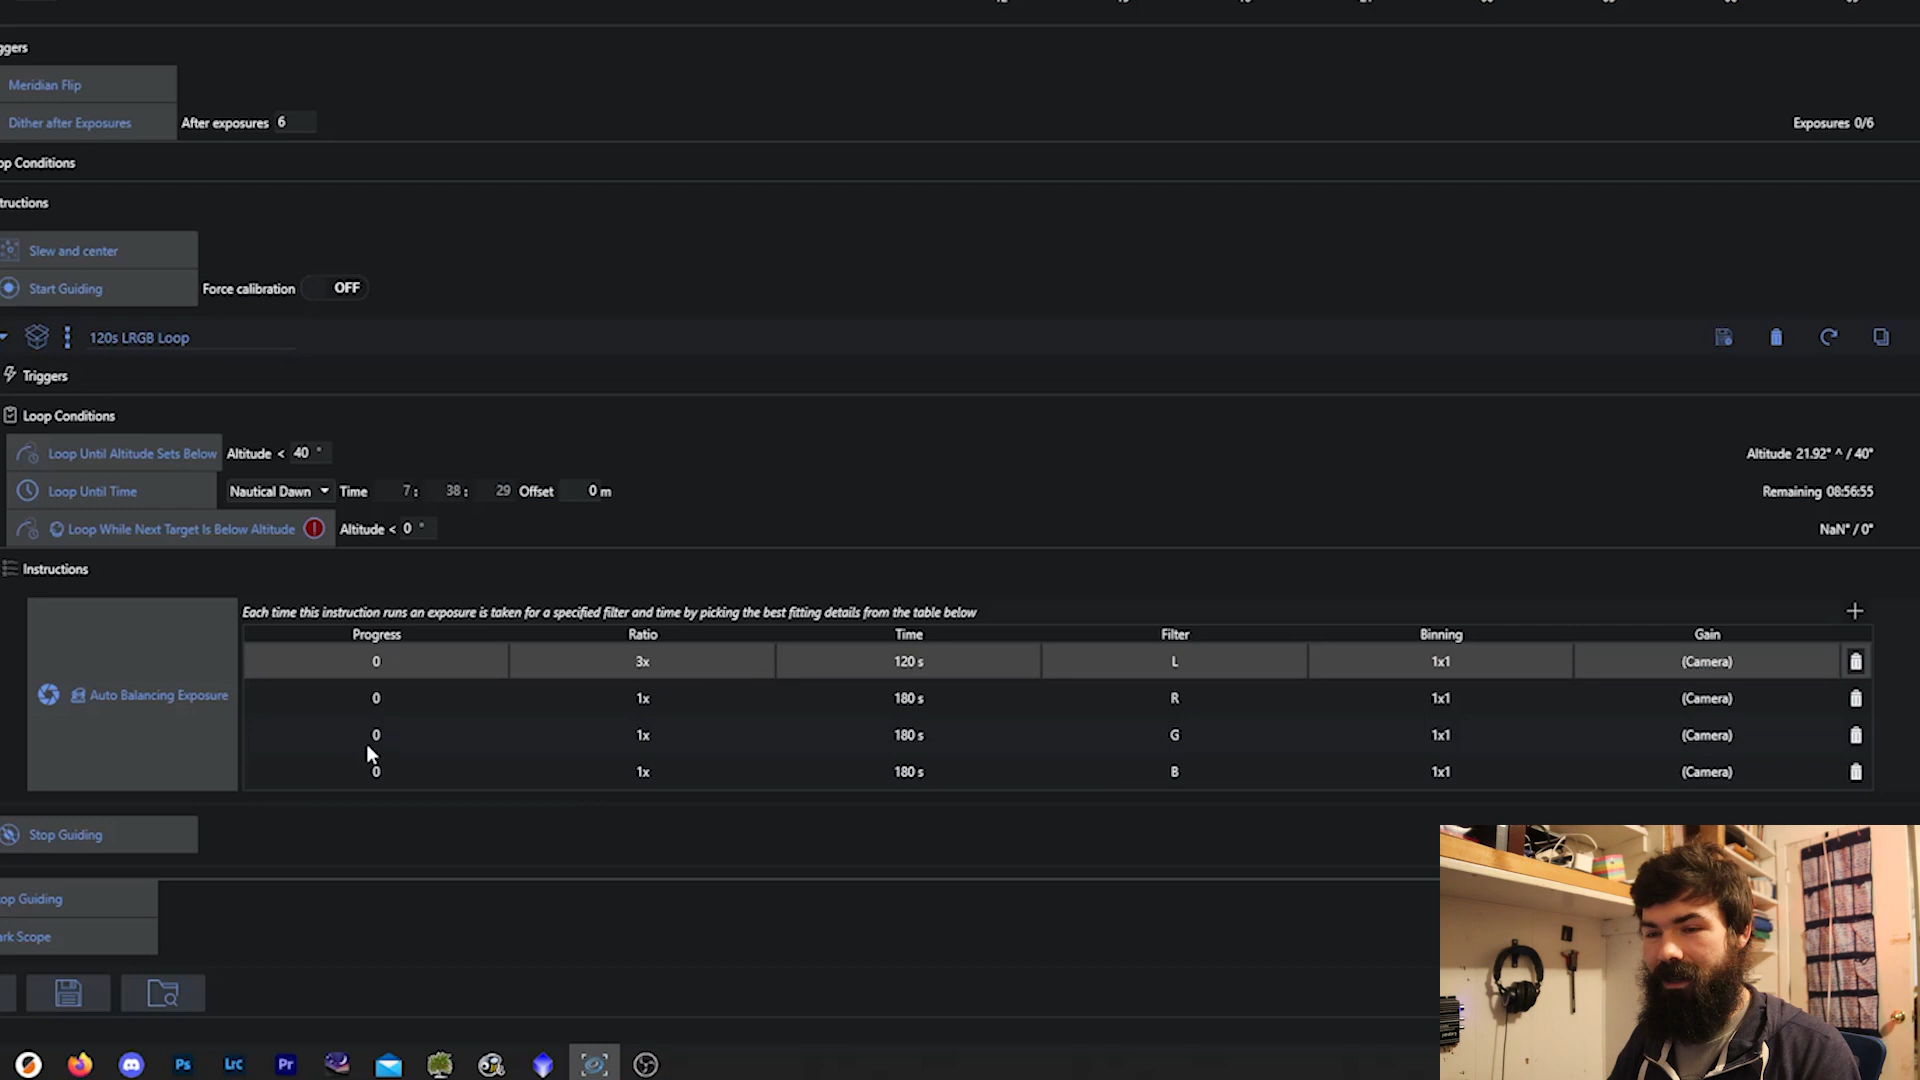 ggers
Meridian Flip
Dither after Exposures After exposures 6 Exposures 0/6
op Conditions
tructions
Slew and center
Start Guiding Force calibration OFF
120s LRGB Loop
Triggers
Loop Conditions
Loop Until Altitude Sets Below Altitude < 40 ° Altitude 21.92° ^ / 40°
Loop Until Time Nautical Dawn Time 7: 38: 29 Offset 0 m Remaining 08:56:55
Loop While Next Target Is Below Altitude Altitude < 0 ° NaN° / 0°
Instructions
Each time this instruction runs an exposure is taken for a specified filter and time by picking the best fitting details from the table below
Progress Ratio Time Filter Binning Gain
0 3x 120 s L 1x1 (Camera)
0 1x 180 s R 1x1 (Camera)
0 1x 180 s G 1x1 (Camera)
0 1x 180 s B 1x1 (Camera)
Auto Balancing Exposure
Stop Guiding
op Guiding
ark Scope
Ps Lrc Pr